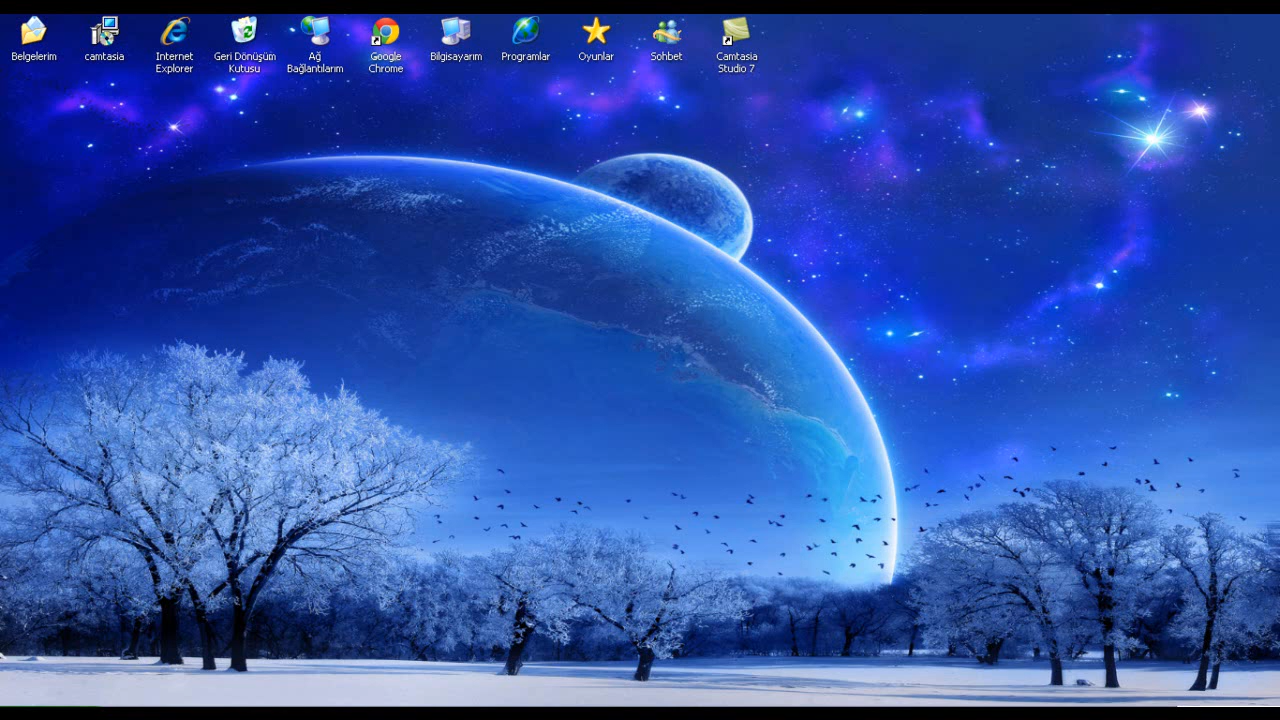 Belgelerim
camtasia
Internet
Explorer
Geri Dönüşüm
Kutusu
Ağ
Bağlantılarım
Google
Chrome
Bilgisayarım
Programlar
Oyunlar
Sohbet
Camtasia
Studio 7